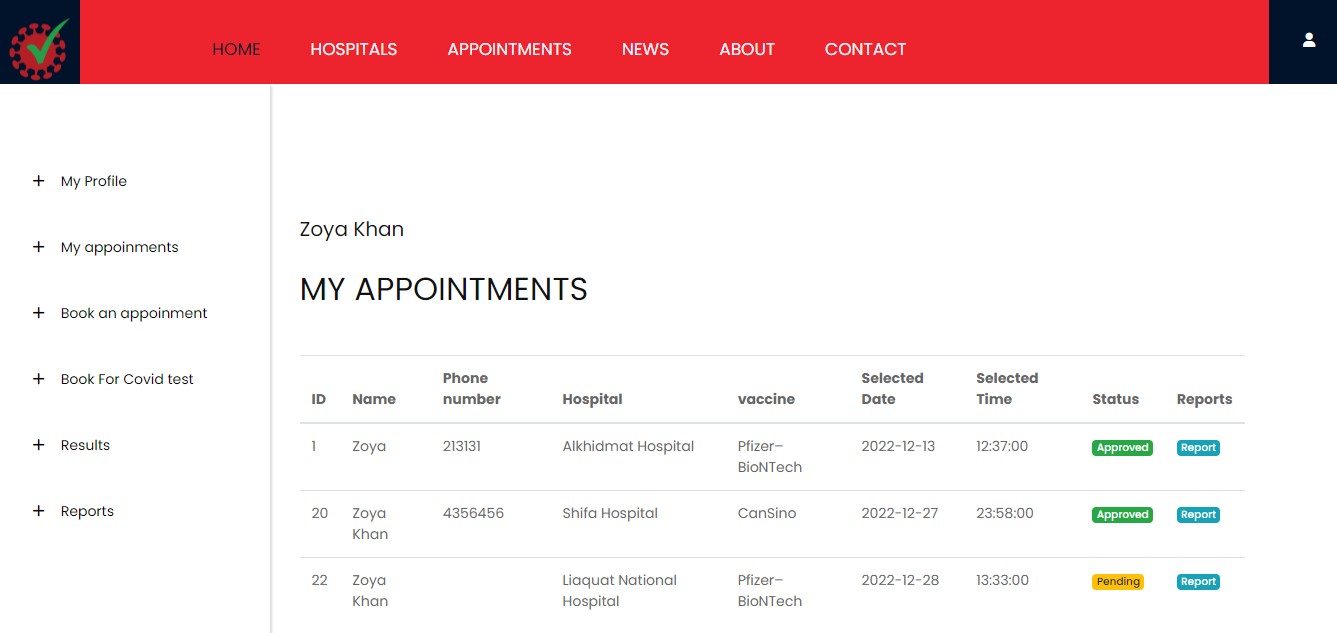 HOME HOSPITALS APPOINTMENTS NEWS ABOUT CONTACT
My Profile
My appoinments
Book an appoinment
Book For Covid test
Results
Reports
Zoya Khan
MY APPOINTMENTS
ID Name Phone number Hospital vaccine Selected Date Selected Time Status Reports
1 Zoya 213131 Alkhidmat Hospital Pfizer–BioNTech 2022-12-13 12:37:00 Approved Report
20 Zoya Khan 4356456 Shifa Hospital CanSino 2022-12-27 23:58:00 Approved Report
22 Zoya Khan Liaquat National Hospital Pfizer–BioNTech 2022-12-28 13:33:00 Pending Report